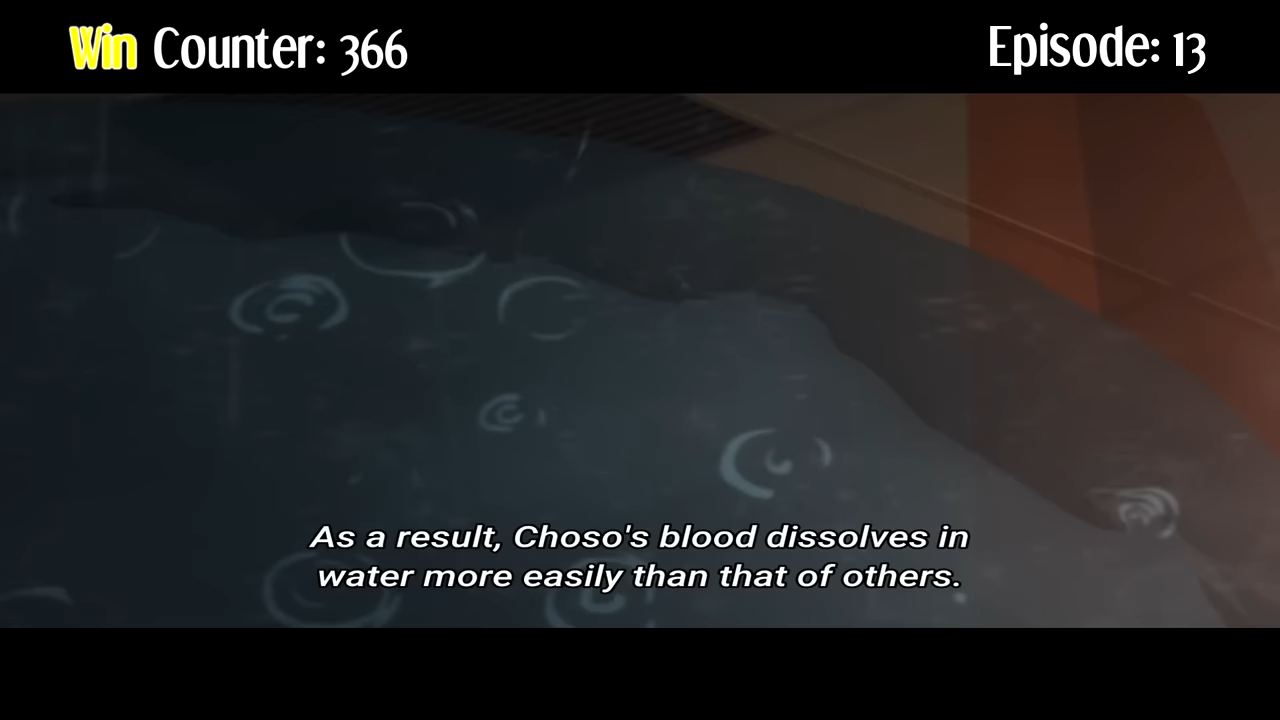 Win Counter: 366
Episode: 13
As a result, Choso's blood dissolves in
water more easily than that of others.